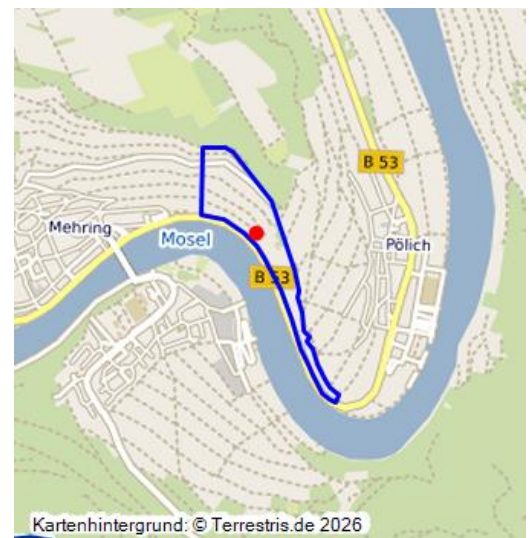 B 53
Mehring
Mosel
Pölich
B 53
Kartenhintergrund: © Terrestris.de 2026